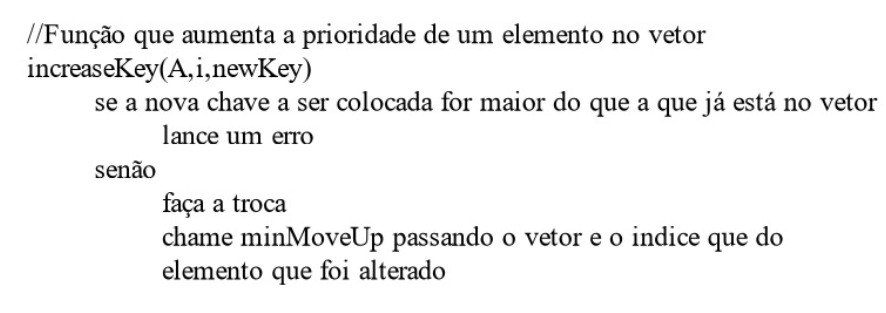 //Função que aumenta a prioridade de um elemento no vetor
increaseKey(A,i,newKey)
se a nova chave a ser colocada for maior do que a que já está no vetor
lance um erro
senão
faça a troca
chame minMoveUp passando o vetor e o indice que do
elemento que foi alterado